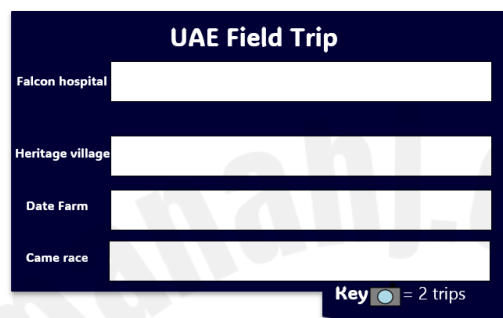 UAE Field Trip
Falcon hospital
Heritage village
Date Farm
Came race
Key = 2 trips